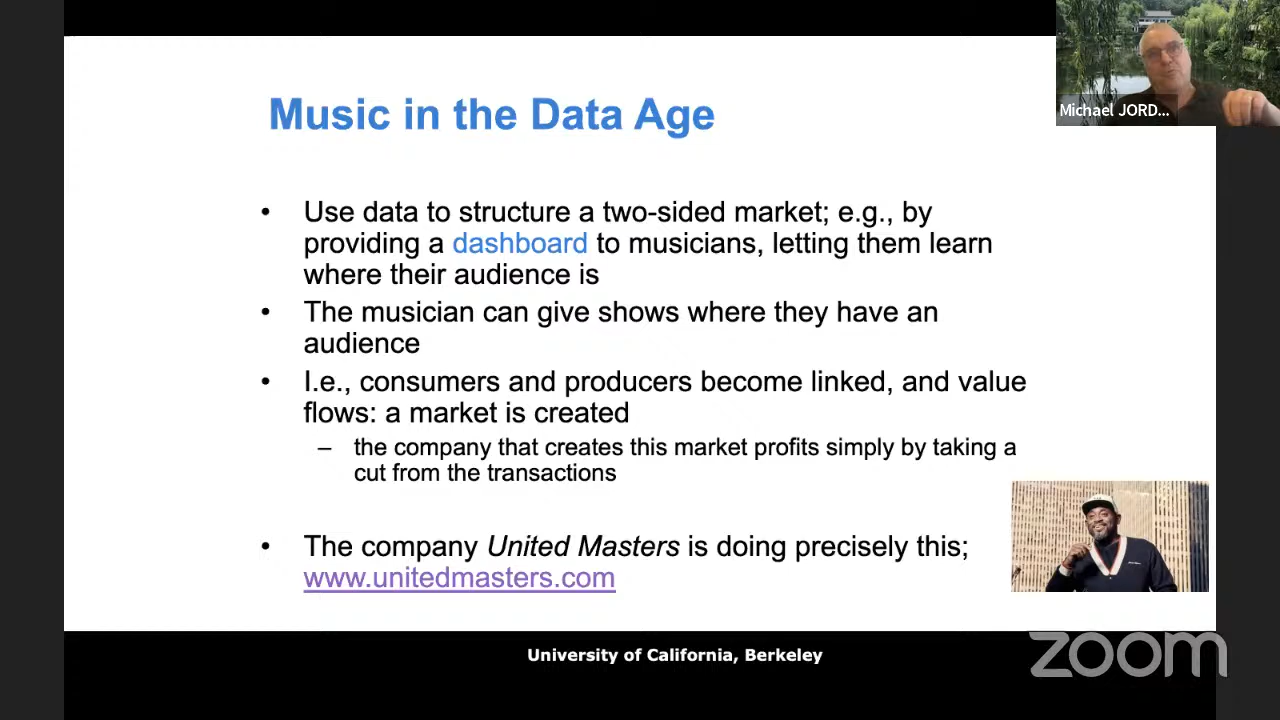 Michael JORD...
Music in the Data Age
• Use data to structure a two-sided market; e.g., by
providing a dashboard to musicians, letting them learn
where their audience is
• The musician can give shows where they have an
audience
• I.e., consumers and producers become linked, and value
flows: a market is created
– the company that creates this market profits simply by taking a
cut from the transactions
• The company United Masters is doing precisely this;
www.unitedmasters.com
University of California, Berkeley
zoom